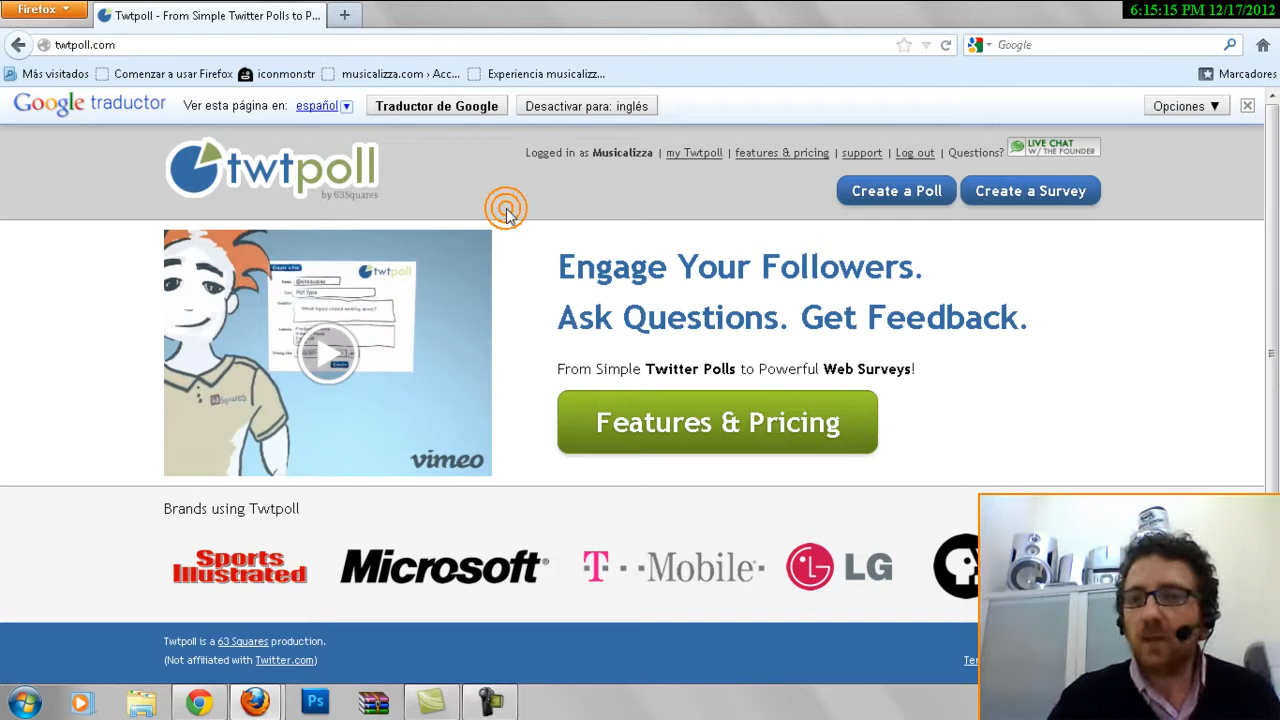 Firefox
Twtpoll - From Simple Twitter Polls to P...
6:15:15 PM 12/17/2012
twtpoll.com
Google
Más visitados
Comenzar a usar Firefox
iconmonstr
musicalizza.com › Acc...
Experiencia musicalizz...
Marcadores
Google traductor
Ver esta página en: español
Traductor de Google
Desactivar para: inglés
Opciones ▼
twtpoll
by 63Squares
Logged in as Musicalizza | my Twtpoll | features & pricing | support | Log out | Questions?
LIVE CHAT
W/ THE FOUNDER
Create a Poll
Create a Survey
twtpoll
63Squares
vimeo
Engage Your Followers.
Ask Questions. Get Feedback.
From Simple Twitter Polls to Powerful Web Surveys!
Features & Pricing
Brands using Twtpoll
Sports
Illustrated
Microsoft
T··Mobile·
LG
Twtpoll is a 63 Squares production.
(Not affiliated with Twitter.com)
Ter
Ps